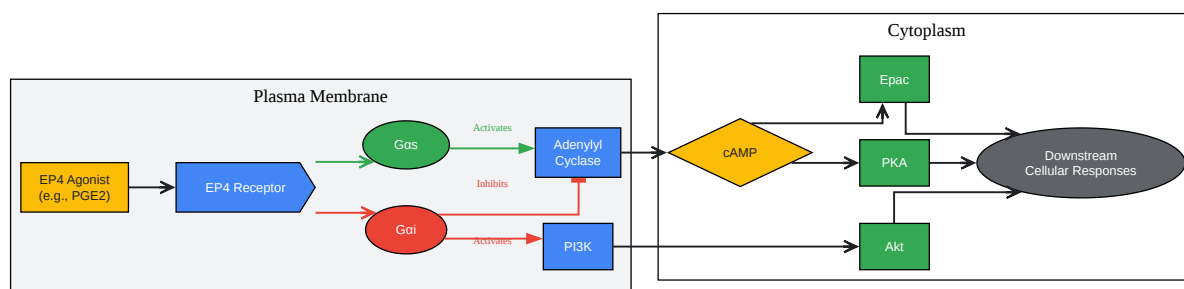 Cytoplasm
Plasma Membrane
EP4 Agonist
(e.g., PGE2)
EP4 Receptor
Gαs
Gαi
Activates
Inhibits
Activates
Adenylyl
Cyclase
PI3K
cAMP
Epac
PKA
Akt
Downstream
Cellular Responses